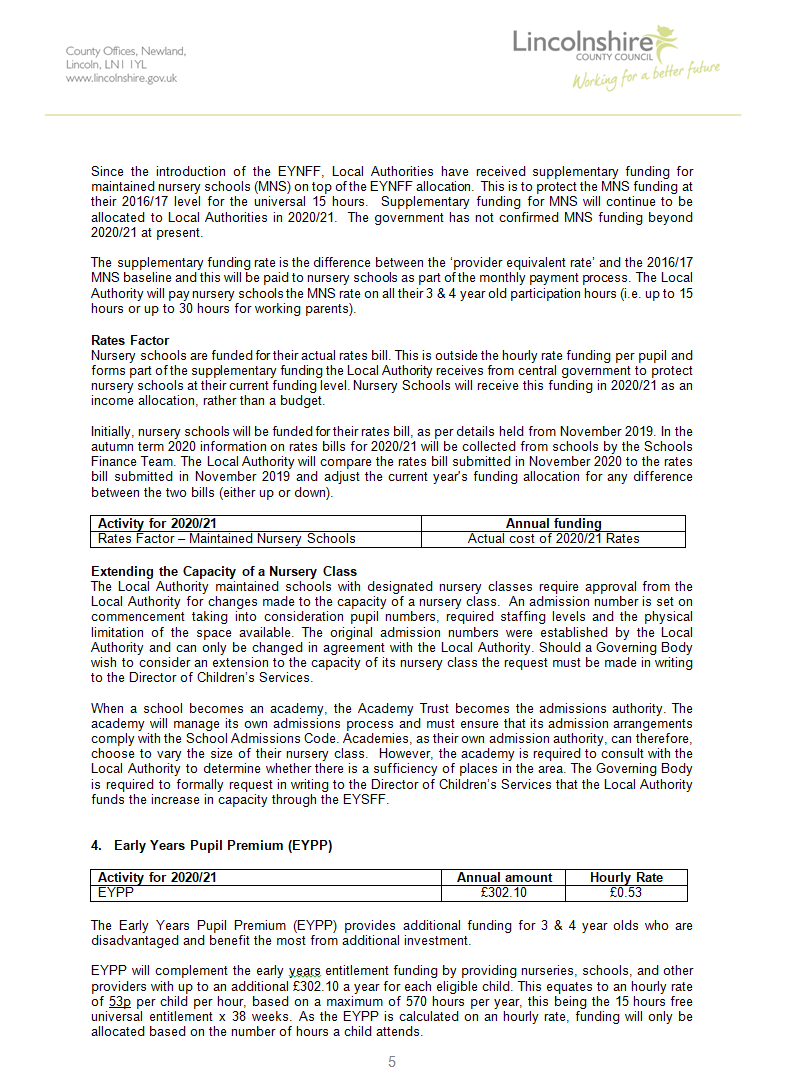 County Offices, Newland,
Lincoln, LN1 1YL
www.lincolnshire.gov.uk
Lincolnshire
COUNTY COUNCIL
Working for a better future
Since the introduction of the EYNFF, Local Authorities have received supplementary funding for
maintained nursery schools (MNS) on top of the EYNFF allocation. This is to protect the MNS funding at
their 2016/17 level for the universal 15 hours. Supplementary funding for MNS will continue to be
allocated to Local Authorities in 2020/21. The government has not confirmed MNS funding beyond
2020/21 at present.
The supplementary funding rate is the difference between the ‘provider equivalent rate’ and the 2016/17
MNS baseline and this will be paid to nursery schools as part of the monthly payment process. The Local
Authority will pay nursery schools the MNS rate on all their 3 & 4 year old participation hours (i.e. up to 15
hours or up to 30 hours for working parents).
Rates Factor
Nursery schools are funded for their actual rates bill. This is outside the hourly rate funding per pupil and
forms part of the supplementary funding the Local Authority receives from central government to protect
nursery schools at their current funding level. Nursery Schools will receive this funding in 2020/21 as an
income allocation, rather than a budget.
Initially, nursery schools will be funded for their rates bill, as per details held from November 2019. In the
autumn term 2020 information on rates bills for 2020/21 will be collected from schools by the Schools
Finance Team. The Local Authority will compare the rates bill submitted in November 2020 to the rates
bill submitted in November 2019 and adjust the current year's funding allocation for any difference
between the two bills (either up or down).
Activity for 2020/21 Annual funding
Rates Factor – Maintained Nursery Schools Actual cost of 2020/21 Rates
Extending the Capacity of a Nursery Class
The Local Authority maintained schools with designated nursery classes require approval from the
Local Authority for changes made to the capacity of a nursery class. An admission number is set on
commencement taking into consideration pupil numbers, required staffing levels and the physical
limitation of the space available. The original admission numbers were established by the Local
Authority and can only be changed in agreement with the Local Authority. Should a Governing Body
wish to consider an extension to the capacity of its nursery class the request must be made in writing
to the Director of Children's Services.
When a school becomes an academy, the Academy Trust becomes the admissions authority. The
academy will manage its own admissions process and must ensure that its admission arrangements
comply with the School Admissions Code. Academies, as their own admission authority, can therefore,
choose to vary the size of their nursery class. However, the academy is required to consult with the
Local Authority to determine whether there is a sufficiency of places in the area. The Governing Body
is required to formally request in writing to the Director of Children's Services that the Local Authority
funds the increase in capacity through the EYSFF.
4. Early Years Pupil Premium (EYPP)
Activity for 2020/21 Annual amount Hourly Rate
EYPP £302.10 £0.53
The Early Years Pupil Premium (EYPP) provides additional funding for 3 & 4 year olds who are
disadvantaged and benefit the most from additional investment.
EYPP will complement the early years entitlement funding by providing nurseries, schools, and other
providers with up to an additional £302.10 a year for each eligible child. This equates to an hourly rate
of 53p per child per hour, based on a maximum of 570 hours per year, this being the 15 hours free
universal entitlement x 38 weeks. As the EYPP is calculated on an hourly rate, funding will only be
allocated based on the number of hours a child attends.
5